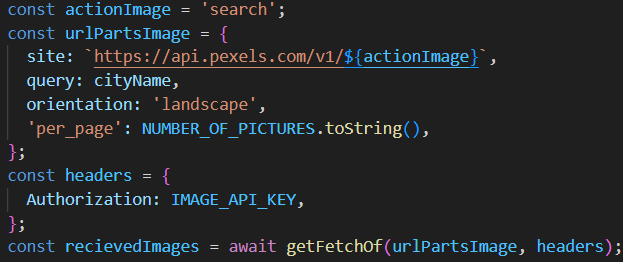 const actionImage = 'search';
const urlPartsImage = {
site: `https://api.pexels.com/v1/${actionImage}`,
query: cityName,
orientation: 'landscape',
'per_page': NUMBER_OF_PICTURES.toString(),
};
const headers = {
Authorization: IMAGE_API_KEY,
};
const recievedImages = await getFetchOf(urlPartsImage, headers);